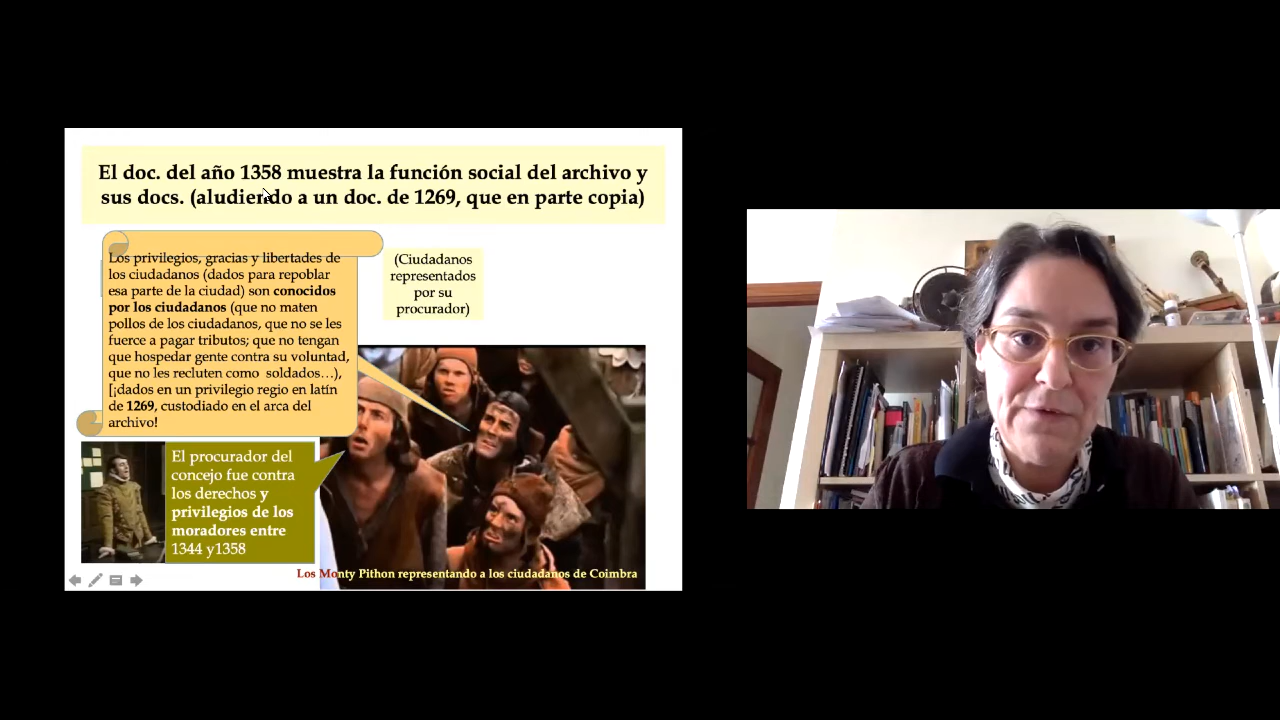 El doc. del año 1358 muestra la función social del archivo y
sus docs. (aludiendo a un doc. de 1269, que en parte copia)
Los privilegios, gracias y libertades de
los ciudadanos (dados para repoblar
esa parte de la ciudad) son conocidos
por los ciudadanos (que no maten
pollos de los ciudadanos, que no se les
fuerce a pagar tributos; que no tengan
que hospedar gente contra su voluntad,
que no les recluten como soldados…),
[¡dados en un privilegio regio en latín
de 1269, custodiado en el arca del
archivo!
(Ciudadanos
representados
por su
procurador)
El procurador del
concejo fue contra
los derechos y
privilegios de los
moradores entre
1344 y1358
Los Monty Pithon representando a los ciudadanos de Coimbra